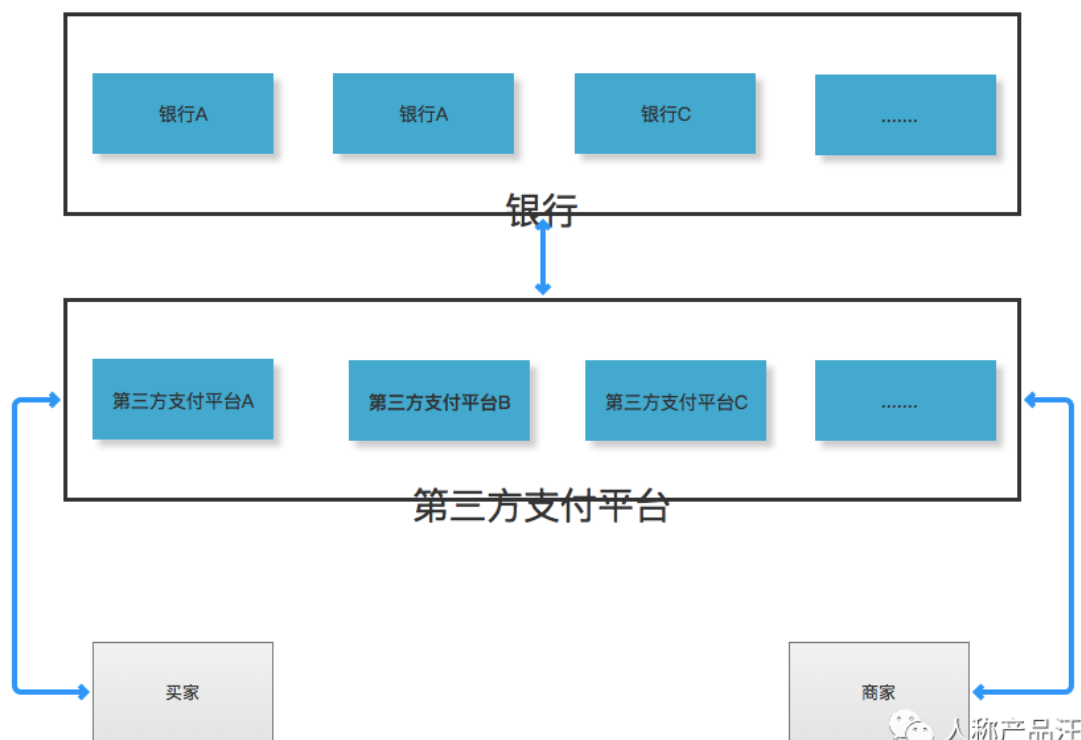 银行A
银行A
银行C
.......
银行
第三方支付平台A
第三方支付平台B
第三方支付平台C
.......
第三方支付平台
买家
商家
人称产品汪